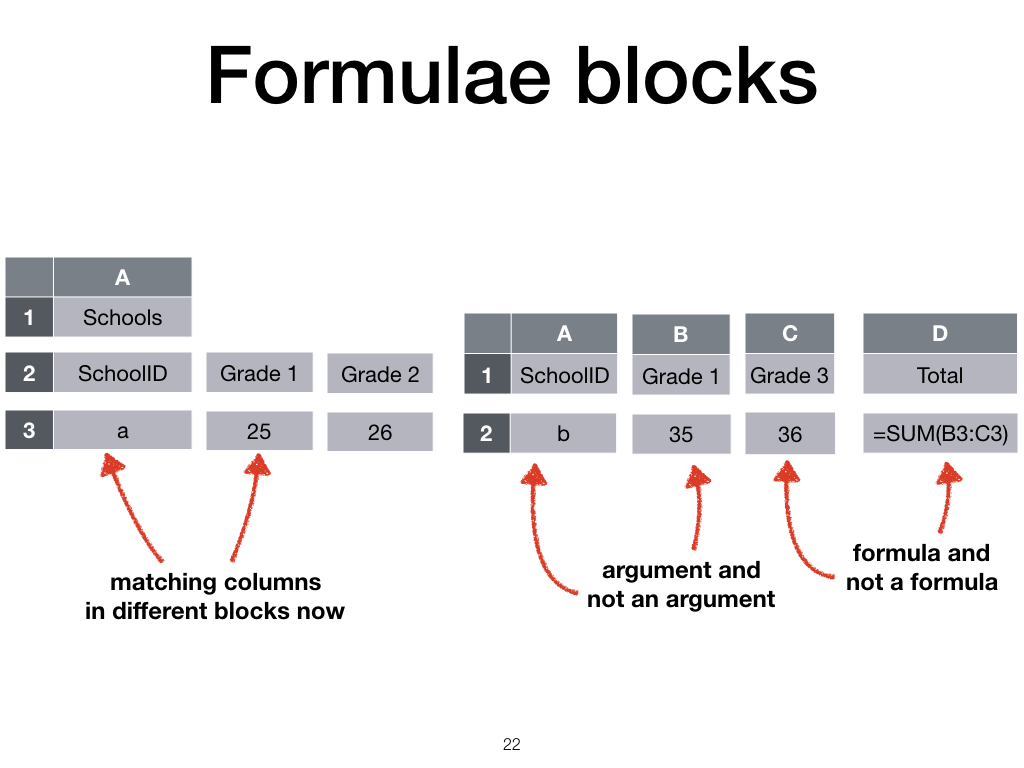 Formulae blocks
A
1 Schools
2 SchoolID Grade 1 Grade 2
3 a 25 26
A B C D
1 SchoolID Grade 1 Grade 3 Total
2 b 35 36 =SUM(B3:C3)
matching columns
in different blocks now
argument and
not an argument
formula and
not a formula
22